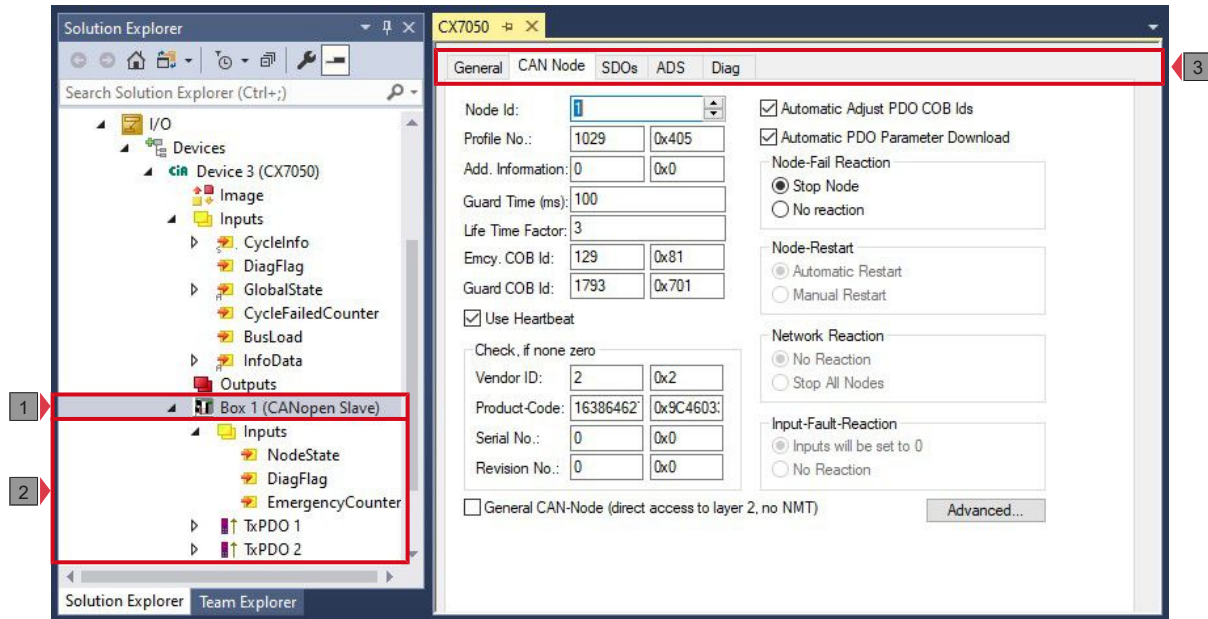 Solution Explorer
Search Solution Explorer (Ctrl+;)
I/O
Devices
CiA Device 3 (CX7050)
Image
Inputs
CycleInfo
DiagFlag
GlobalState
CycleFailedCounter
BusLoad
InfoData
Outputs
1
Box 1 (CANopen Slave)
Inputs
NodeState
DiagFlag
2
EmergencyCounter
TxPDO 1
TxPDO 2
Solution Explorer Team Explorer
CX7050
General CAN Node SDOs ADS Diag
3
Node Id: 1
Profile No.: 1029 0x405
Add. Information: 0 0x0
Guard Time (ms): 100
Life Time Factor: 3
Emcy. COB Id: 129 0x81
Guard COB Id: 1793 0x701
Use Heartbeat
Check, if none zero
Vendor ID: 2 0x2
Product-Code: 16386462 0x9C4603
Serial No.: 0 0x0
Revision No.: 0 0x0
General CAN-Node (direct access to layer 2, no NMT)
Automatic Adjust PDO COB Ids
Automatic PDO Parameter Download
Node-Fail Reaction
Stop Node
No reaction
Node-Restart
Automatic Restart
Manual Restart
Network Reaction
No Reaction
Stop All Nodes
Input-Fault-Reaction
Inputs will be set to 0
No Reaction
Advanced...